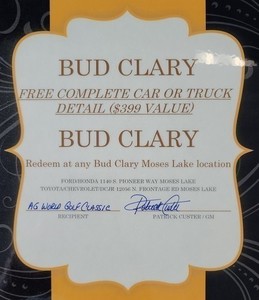 BUD CLARY
FREE COMPLETE CAR OR TRUCK
DETAIL ($399 VALUE)
BUD CLARY
Redeem at any Bud Clary Moses Lake location
FORD/HONDA 1140 S. PIONEER WAY MOSES LAKE
TOYOTA/CHEVROLET/DCJR 12056 N. FRONTAGE RD MOSES LAKE
AG WORLD GOLF CLASSIC
RECIPIENT PATRICK CUSTER / GM